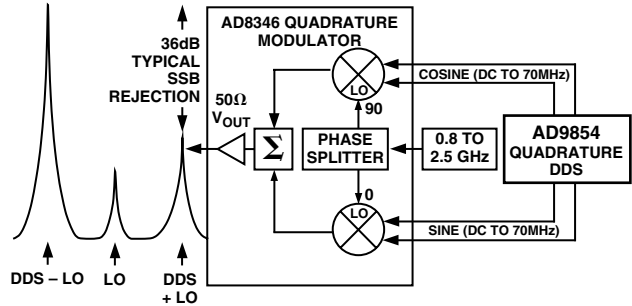 36dB
TYPICAL
SSB
REJECTION
DDS – LO
LO
DDS
+ LO
AD8346 QUADRATURE
MODULATOR
50Ω
VOUT
Σ
LO
90
PHASE
SPLITTER
0
LO
0.8 TO
2.5 GHz
COSINE (DC TO 70MHz)
AD9854
QUADRATURE
DDS
SINE (DC TO 70MHz)